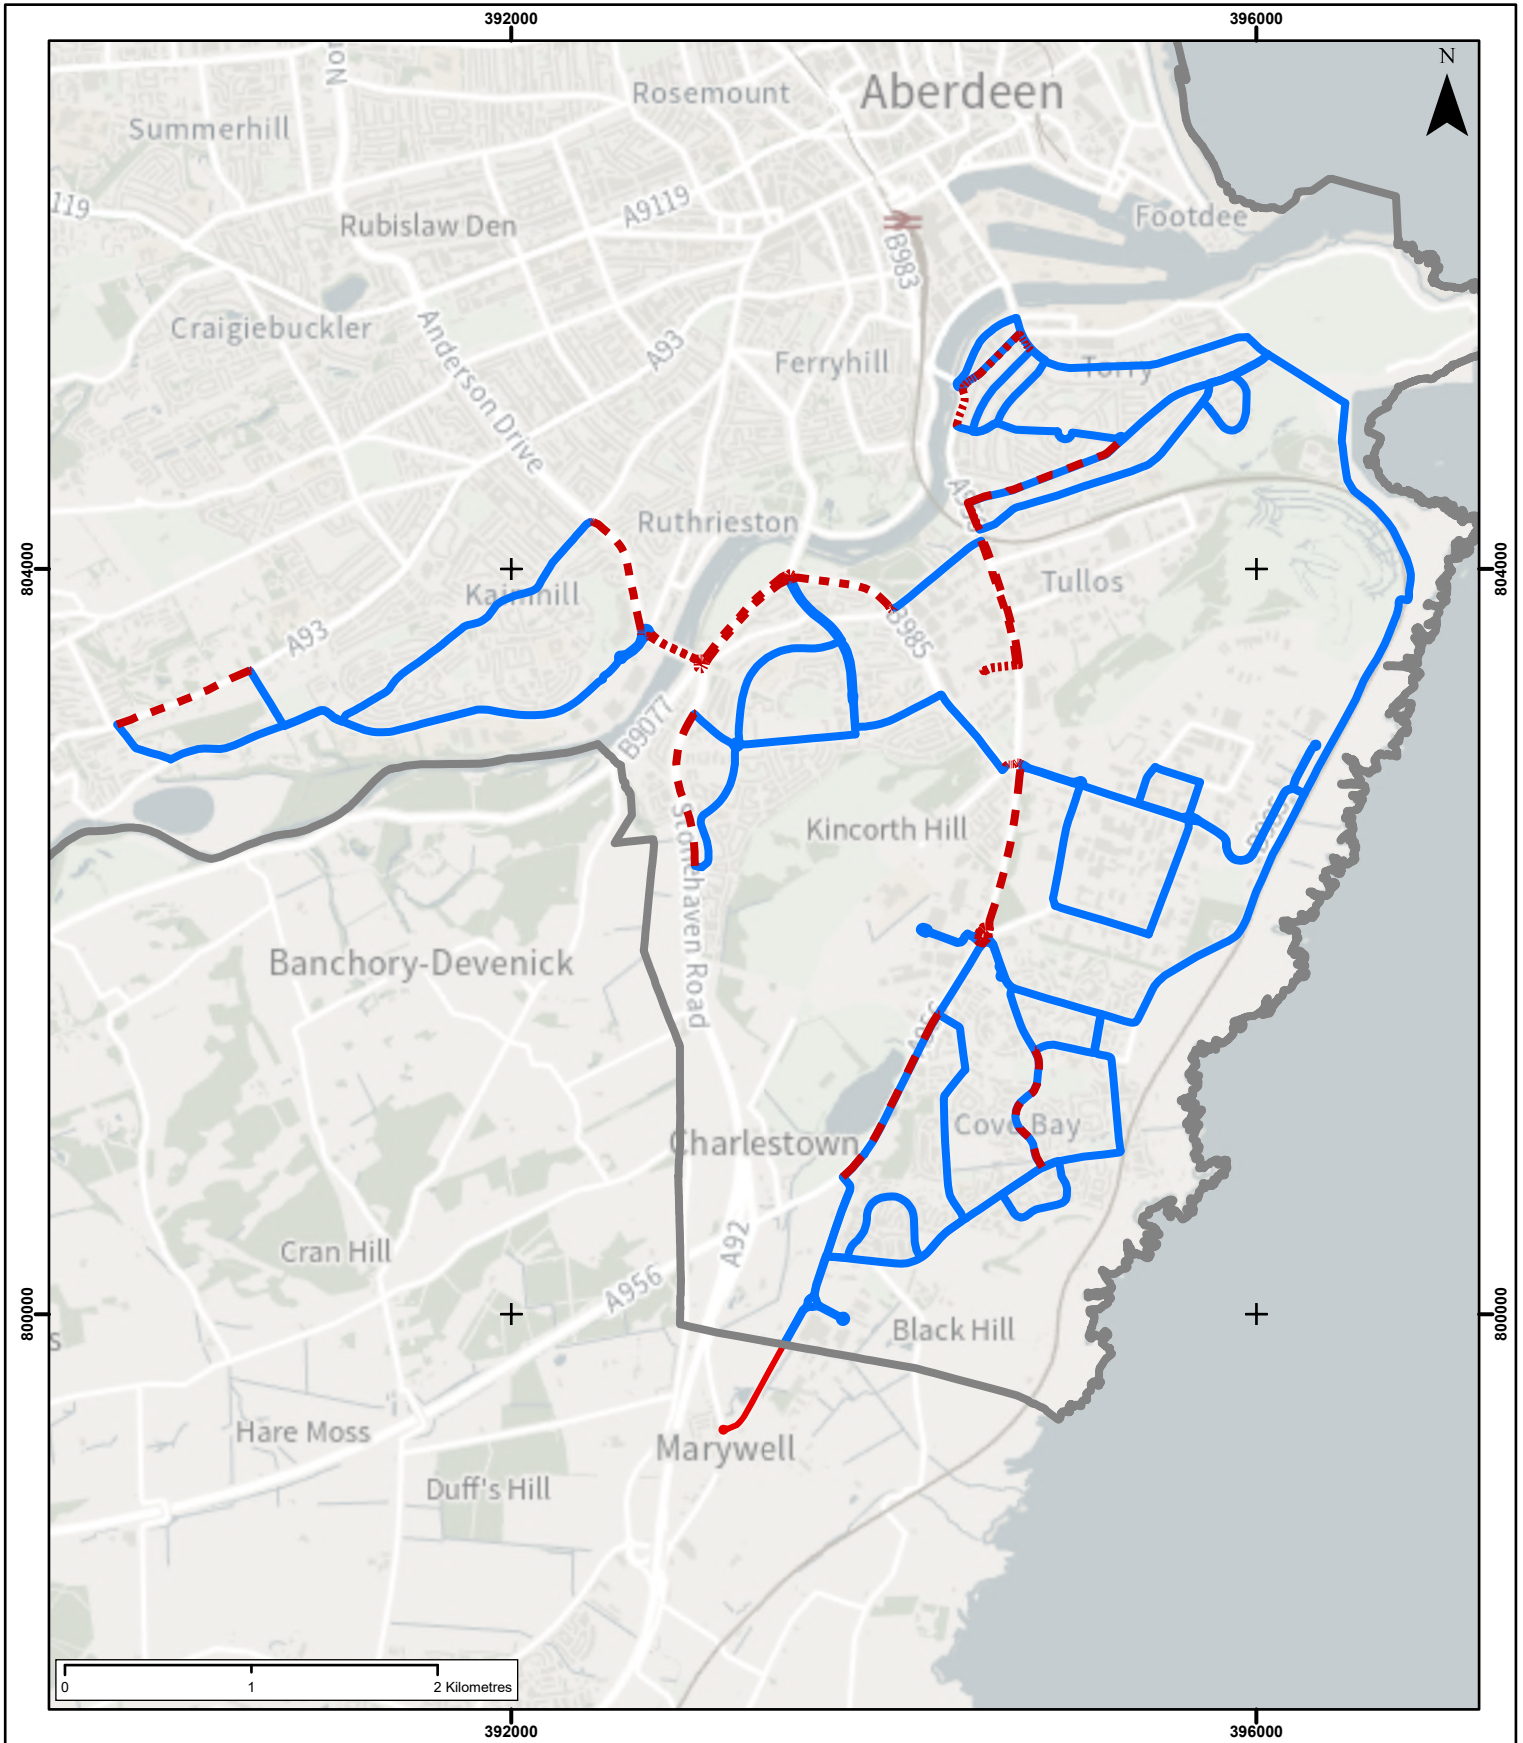 392000
396000
N
Aberdeen
Rosemount
Summerhill
119
A9119
Rubislaw Den
Footdee
B983
Craigiebuckler
Anderson Drive
A93
Ferryhill
Torry
Ruthrieston
804000
804000
Kairnhill
Tullos
A93
B985
B9077
Stonehaven Road
Kincorth Hill
Banchory-Devenick
Cove Bay
Charlestown
A92
Cran Hill
A956
800000
800000
Black Hill
s
Hare Moss
Marywell
Duff's Hill
0
1
2 Kilometres
392000
396000